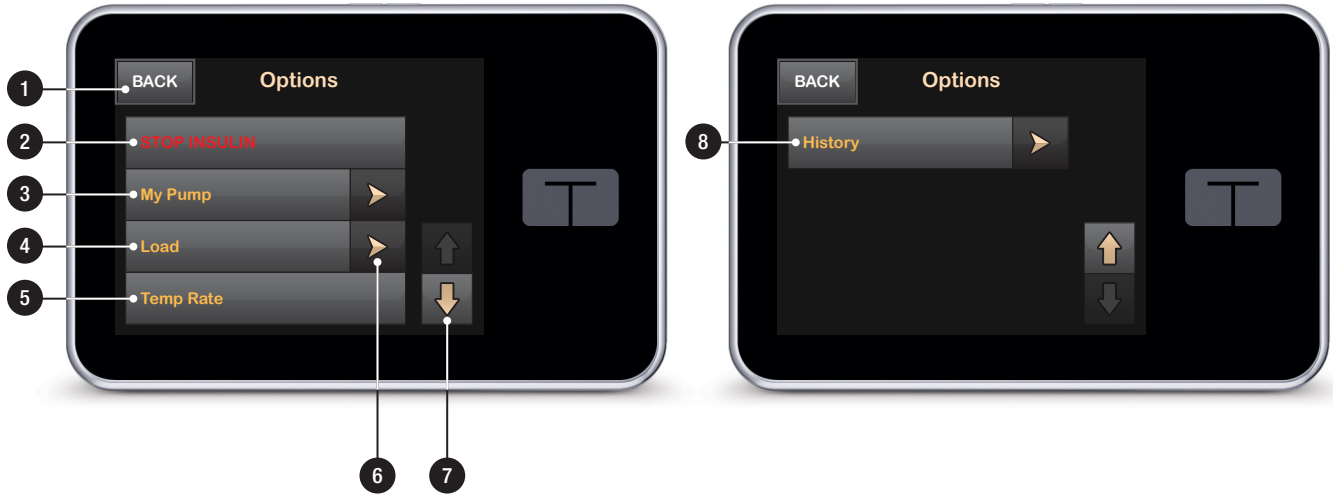 BACK Options
1
2 STOP INSULIN
3 My Pump
4 Load
5 Temp Rate
6 7
BACK Options
8 History